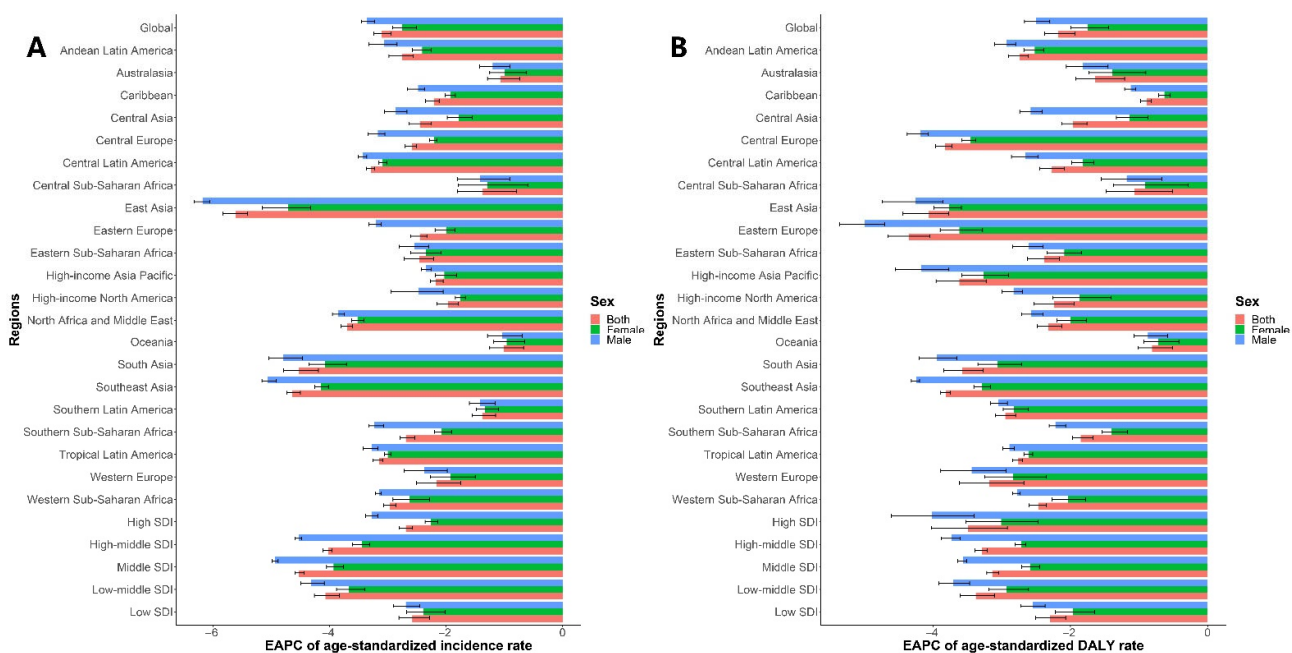 A
Regions
Global
Andean Latin America
Australasia
Caribbean
Central Asia
Central Europe
Central Latin America
Central Sub-Saharan Africa
East Asia
Eastern Europe
Eastern Sub-Saharan Africa
High-income Asia Pacific
High-income North America
North Africa and Middle East
Oceania
South Asia
Southeast Asia
Southern Latin America
Southern Sub-Saharan Africa
Tropical Latin America
Western Europe
Western Sub-Saharan Africa
High SDI
High-middle SDI
Middle SDI
Low-middle SDI
Low SDI
−6 −4 −2 0
EAPC of age-standardized incidence rate
Sex
Both
Female
Male
B
Regions
Global
Andean Latin America
Australasia
Caribbean
Central Asia
Central Europe
Central Latin America
Central Sub-Saharan Africa
East Asia
Eastern Europe
Eastern Sub-Saharan Africa
High-income Asia Pacific
High-income North America
North Africa and Middle East
Oceania
South Asia
Southeast Asia
Southern Latin America
Southern Sub-Saharan Africa
Tropical Latin America
Western Europe
Western Sub-Saharan Africa
High SDI
High-middle SDI
Middle SDI
Low-middle SDI
Low SDI
−4 −2 0
EAPC of age-standardized DALY rate
Sex
Both
Female
Male